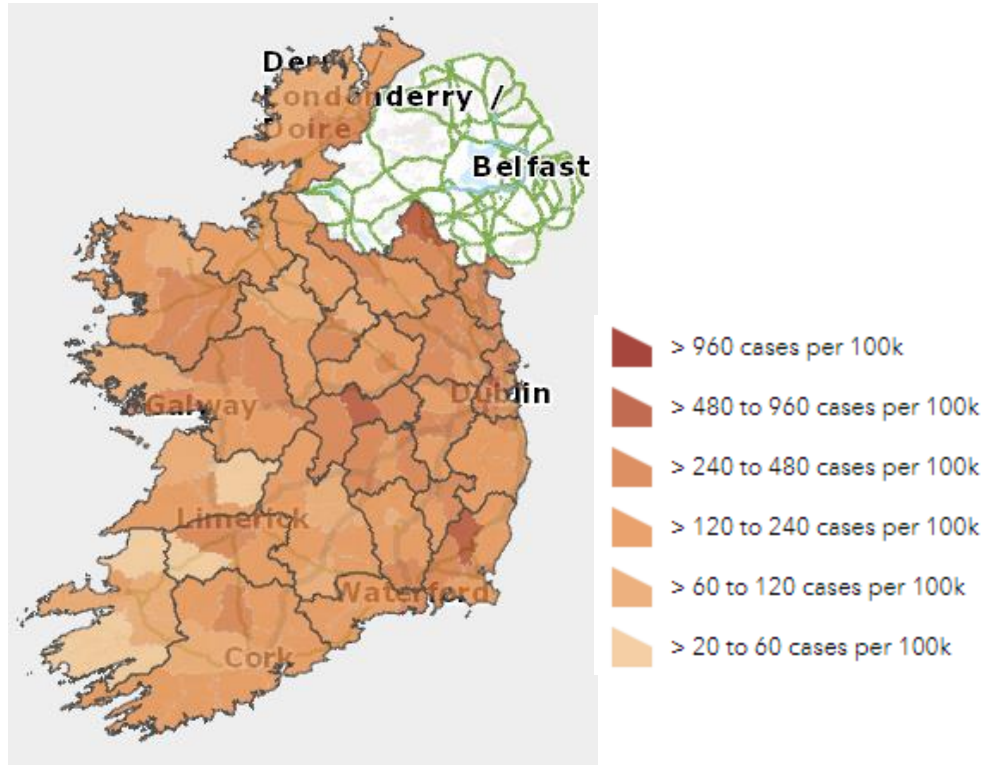 Derry
Londonderry /
Doire
Belfast
Dublin
Galway
Limerick
Waterford
Cork
> 960 cases per 100k
> 480 to 960 cases per 100k
> 240 to 480 cases per 100k
> 120 to 240 cases per 100k
> 60 to 120 cases per 100k
> 20 to 60 cases per 100k